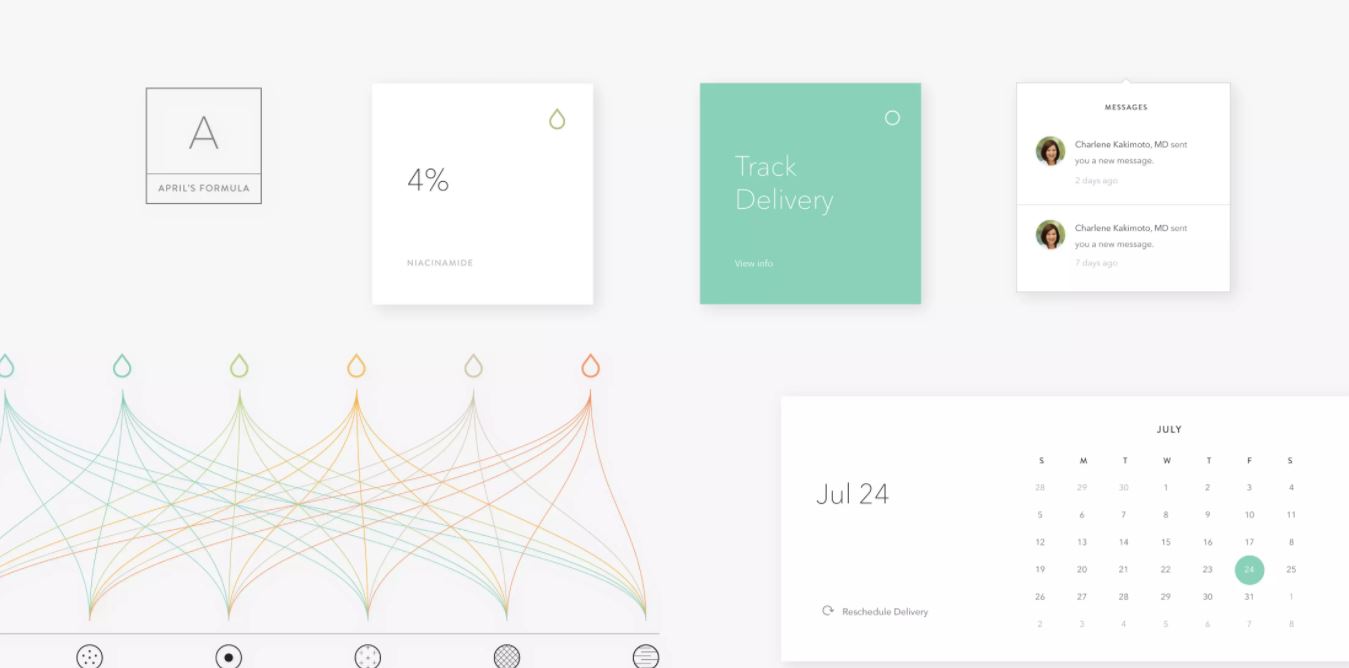 A
APRIL'S FORMULA
4%
NIACINAMIDE
Track
Delivery
View info
MESSAGES
Charlene Kakimoto, MD sent
you a new message.
2 days ago
Charlene Kakimoto, MD sent
you a new message.
7 days ago
Jul 24
Reschedule Delivery
JULY
S M T W T F S
28 29 30 1 2 3 4
5 6 7 8 9 10 11
12 13 14 15 16 17 8
19 20 21 22 23 24 25
26 27 28 29 30 31 1
2 3 4 5 6 7 8